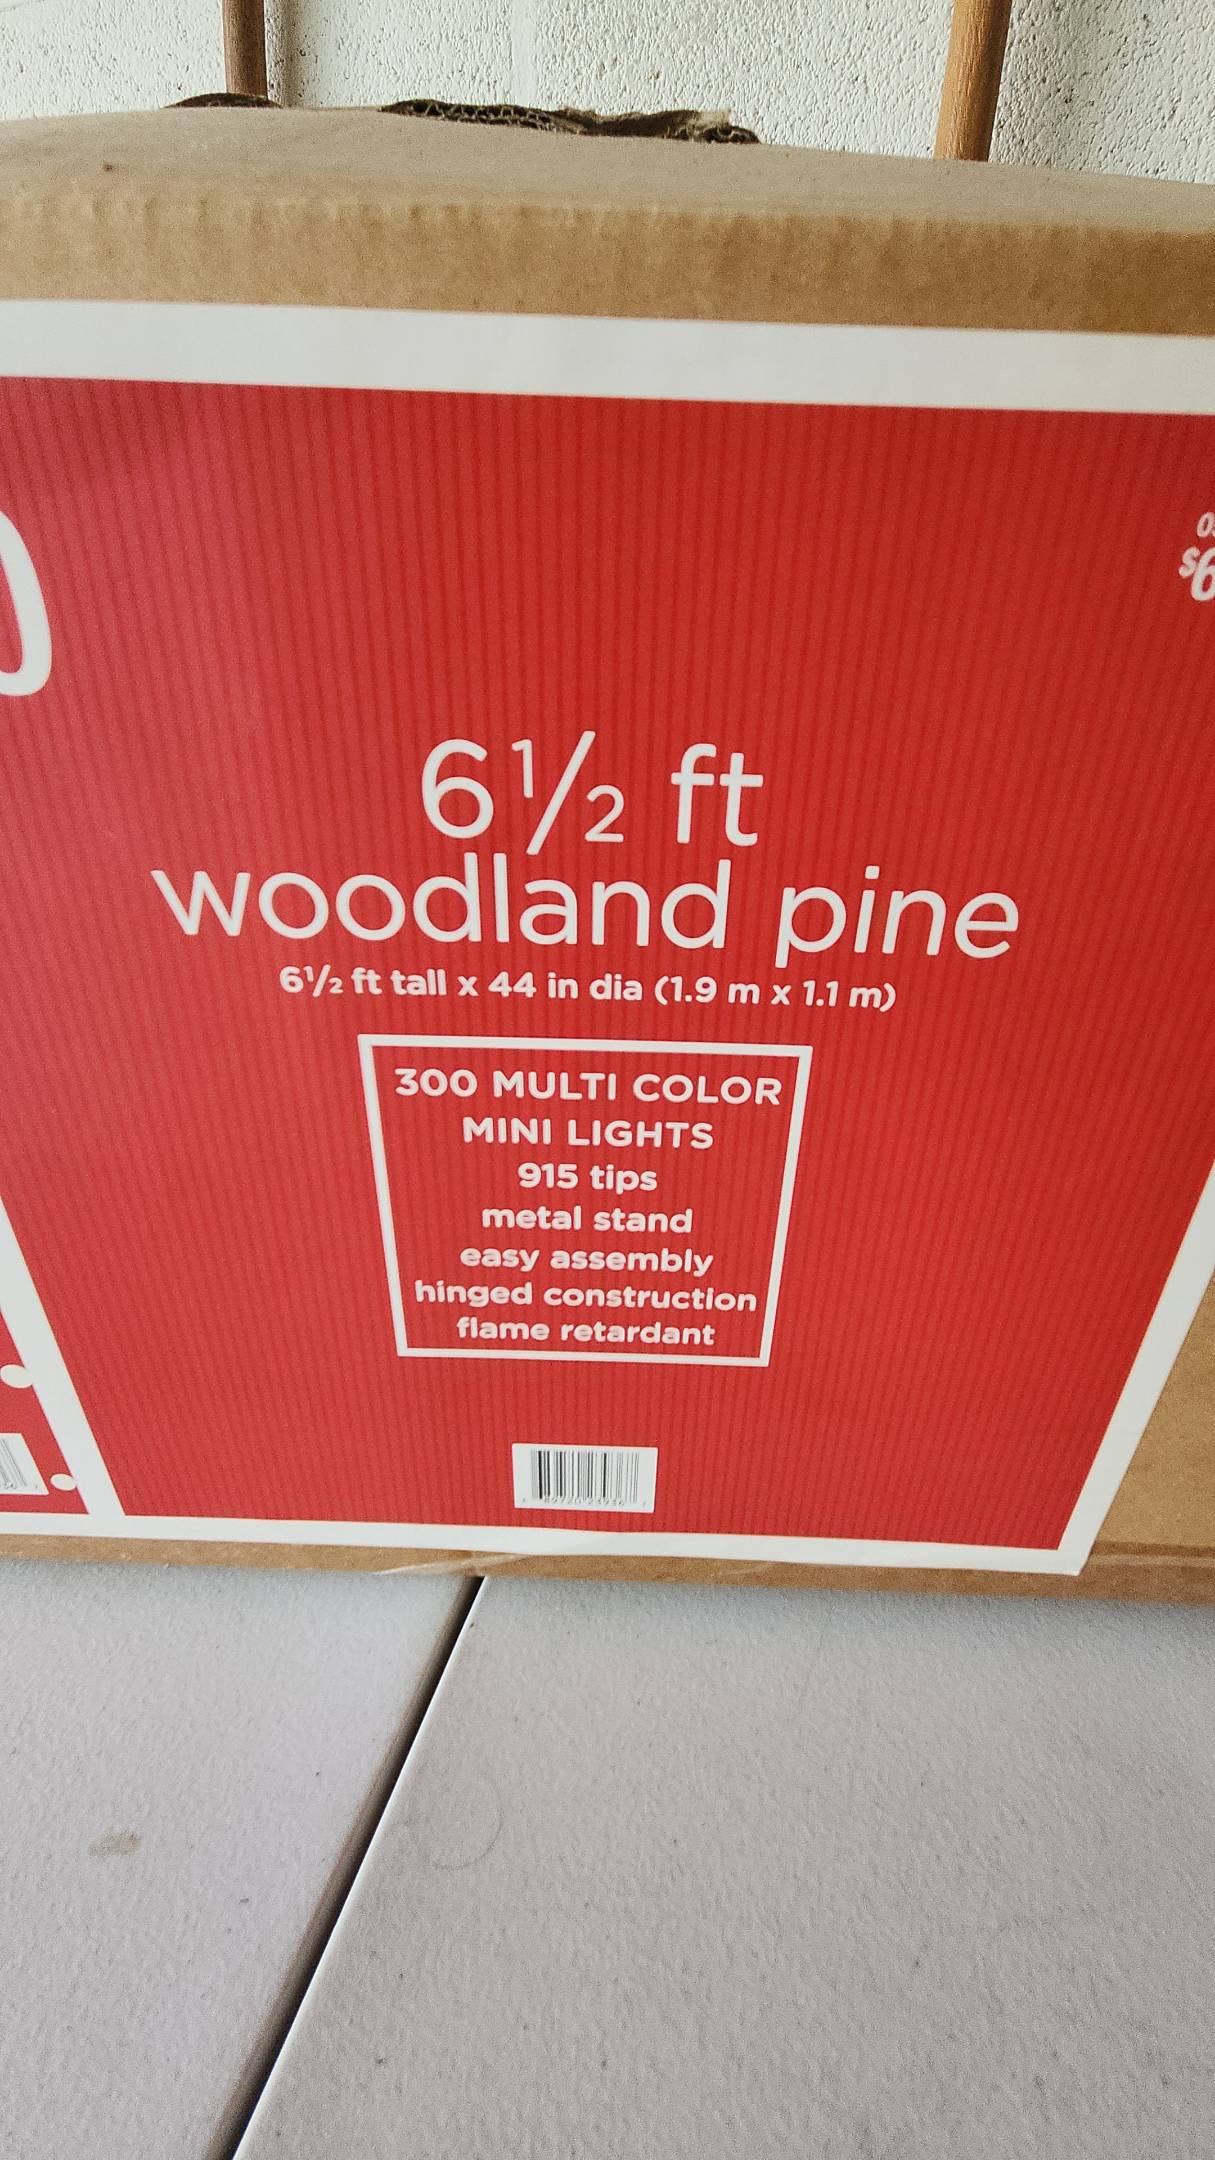 $6
6½ ft
woodland pine
6½ ft tall x 44 in dia (1.9 m x 1.1 m)
300 MULTI COLOR
MINI LIGHTS
915 tips
metal stand
easy assembly
hinged construction
flame retardant